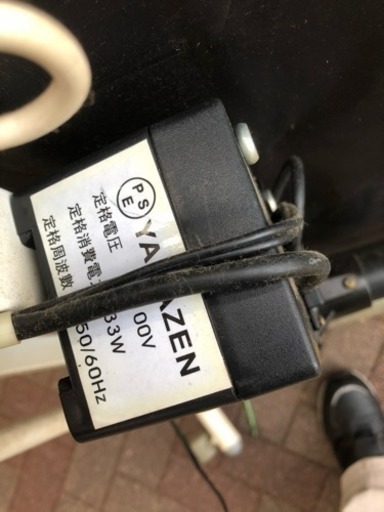 PS
E
YA ZEN
定格電圧 00V
定格消費電 33W
定格周波数 50/60Hz